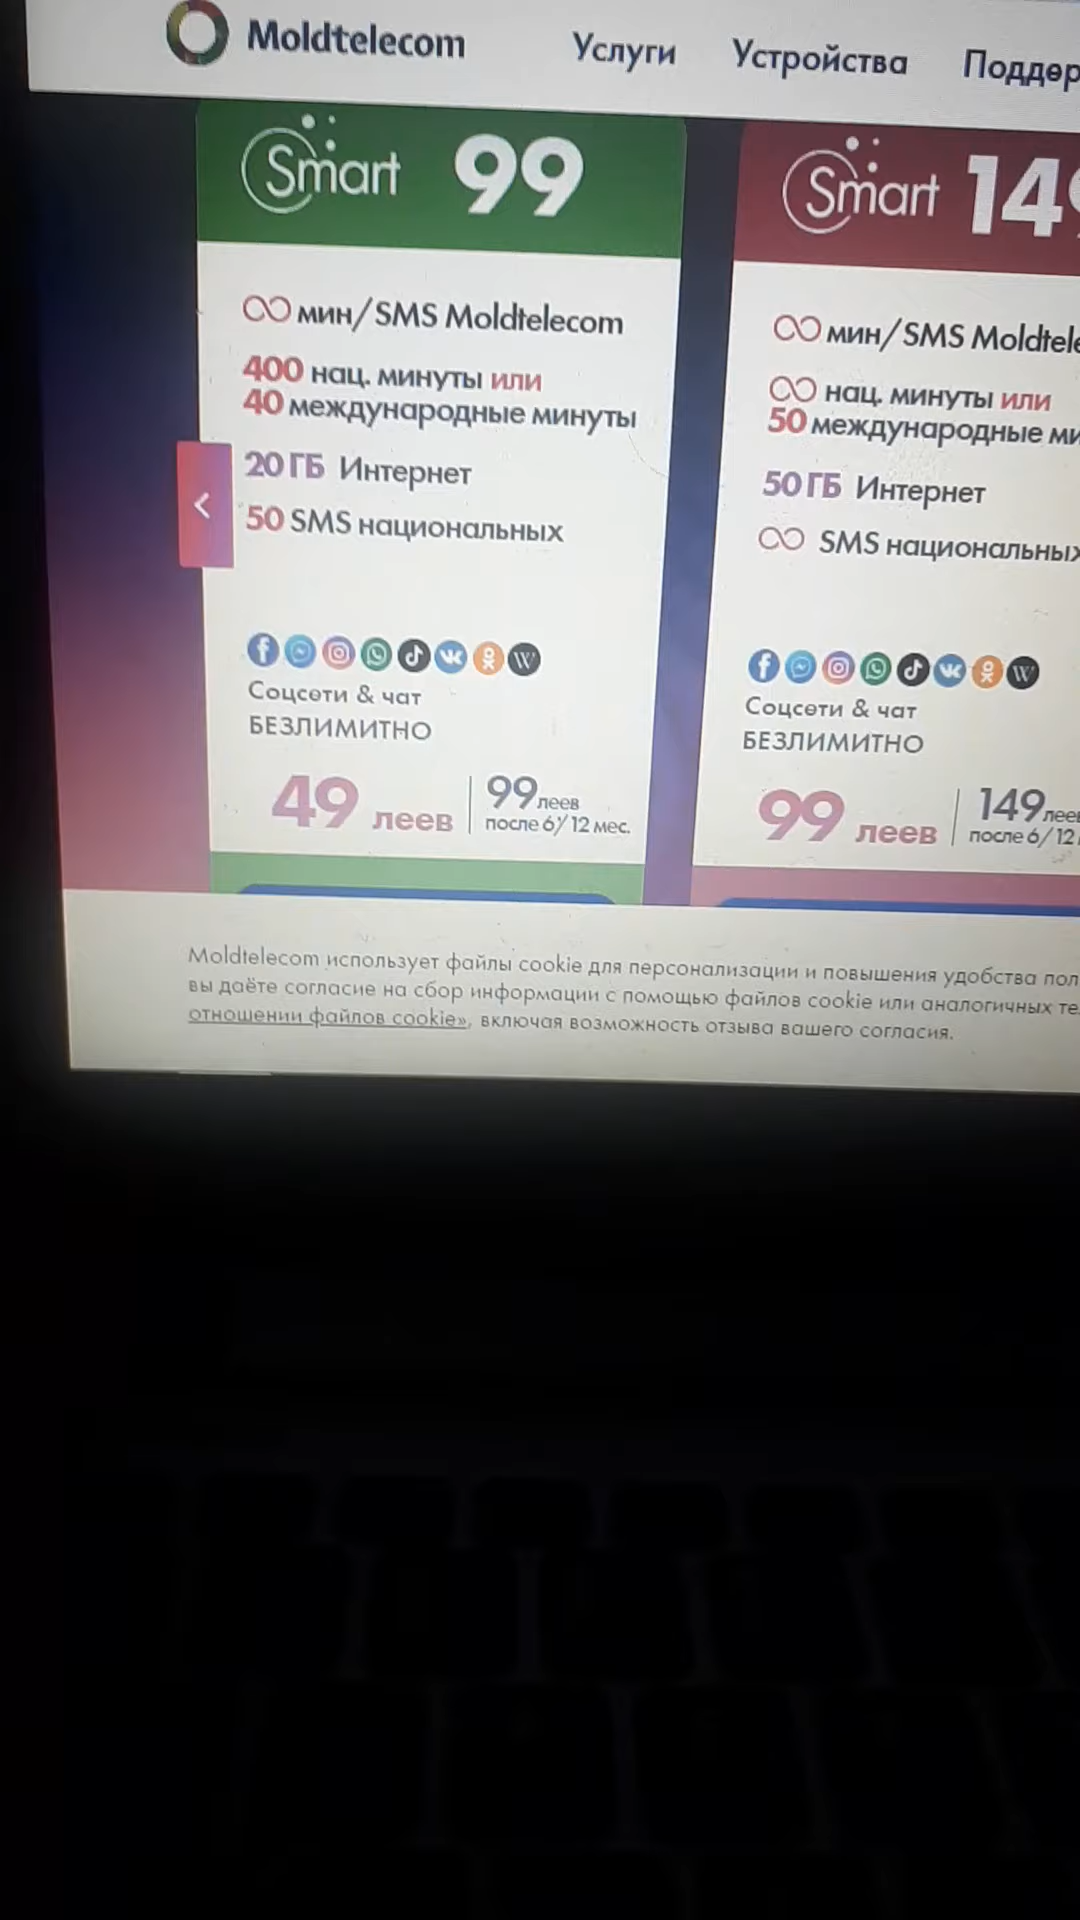 Moldtelecom Услуги Устройства
Smart 99
∞ мин/SMS Moldtelecom
400 нац. минуты или
40 международные минуты
20 ГБ Интернет
50 SMS национальных
Соцсети & чат
БЕЗЛИМИТНО
49 леев 99 леев
после 6/12 мес.
Smart
∞ мин/SMS
∞ нац. минуты или
50 международные
50 ГБ Интернет
∞ SMS национальных
Соцсети & чат
БЕЗЛИМИТНО
99 леев 149
после 6/12
Moldtelecom использует файлы cookie для персонализации и повышения удобства
вы даёте согласие на сбор информации с помощью файлов cookie или аналогичных
отношении файлов cookie», включая возможность отзыва вашего согласия.